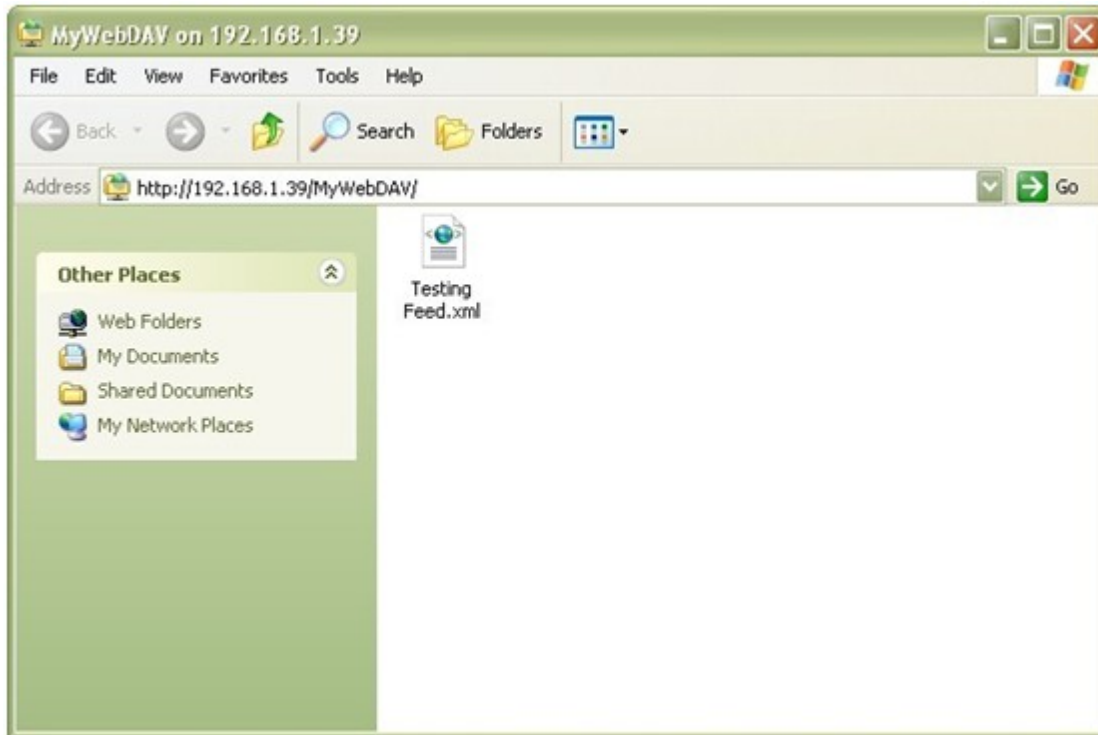 MyWebDAV on 192.168.1.39
File Edit View Favorites Tools Help
Back Search Folders
Address http://192.168.1.39/MyWebDAV/ Go
Other Places
Web Folders
My Documents
Shared Documents
My Network Places
Testing
Feed.xml